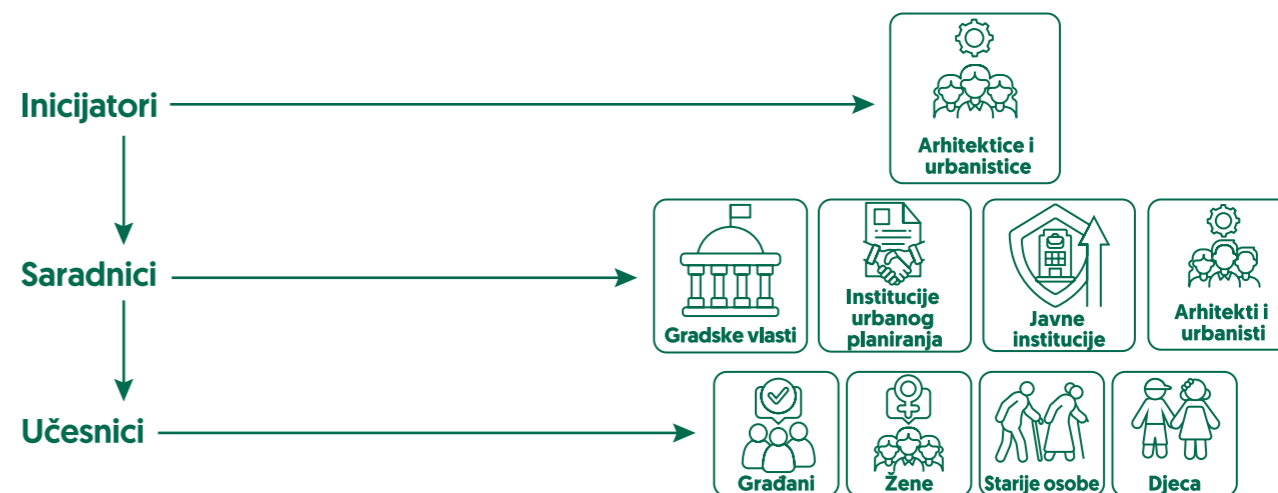 Inicijatori
Arhitektice i
urbanistice
Saradnici
Gradske vlasti
Institucije
urbanog
planiranja
Javne
institucije
Arhitekti i
urbanisti
Učesnici
Građani
Žene
Starije osobe
Djeca